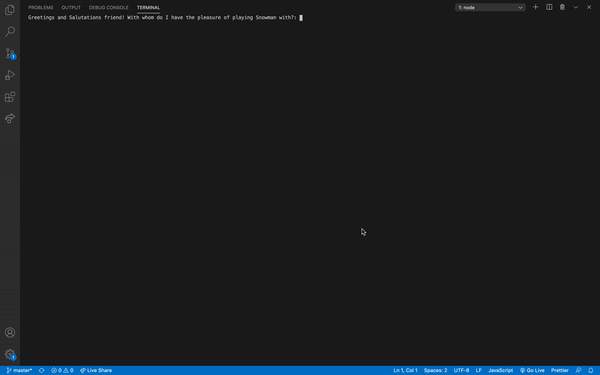 PROBLEMS OUTPUT DEBUG CONSOLE TERMINAL 1: node
Greetings and Salutations friend! With whom do I have the pleasure of playing Snowman with?:
1
1
master* 0 0 Live Share Ln 1, Col 1 Spaces: 2 UTF-8 LF JavaScript Go Live Prettier